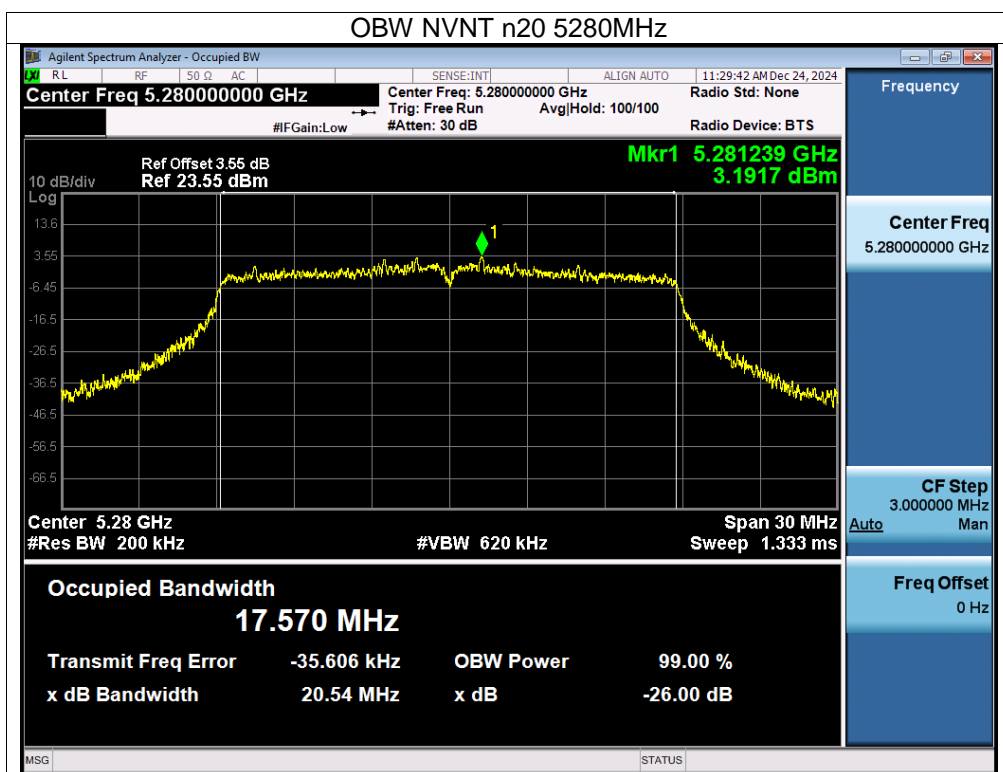 OBW NVNT n20 5280MHz
Agilent Spectrum Analyzer - Occupied BW
LXI RL RF 50 Ω AC SENSE:INT ALIGN AUTO 11:29:42 AM Dec 24, 2024
Center Freq 5.280000000 GHz
Center Freq: 5.280000000 GHz Radio Std: None
Trig: Free Run Avg|Hold: 100/100
#IFGain:Low #Atten: 30 dB Radio Device: BTS
Frequency
Mkr1 5.281239 GHz
3.1917 dBm
Ref Offset 3.55 dB
10 dB/div Ref 23.55 dBm
Log
13.6
3.55
-6.45
-16.5
-26.5
-36.5
-46.5
-56.5
-66.5
1
Center 5.28 GHz Span 30 MHz
#Res BW 200 kHz #VBW 620 kHz Sweep 1.333 ms
Center Freq
5.280000000 GHz
CF Step
3.000000 MHz
Auto Man
Freq Offset
0 Hz
Occupied Bandwidth
17.570 MHz
Transmit Freq Error -35.606 kHz OBW Power 99.00 %
x dB Bandwidth 20.54 MHz x dB -26.00 dB
MSG STATUS